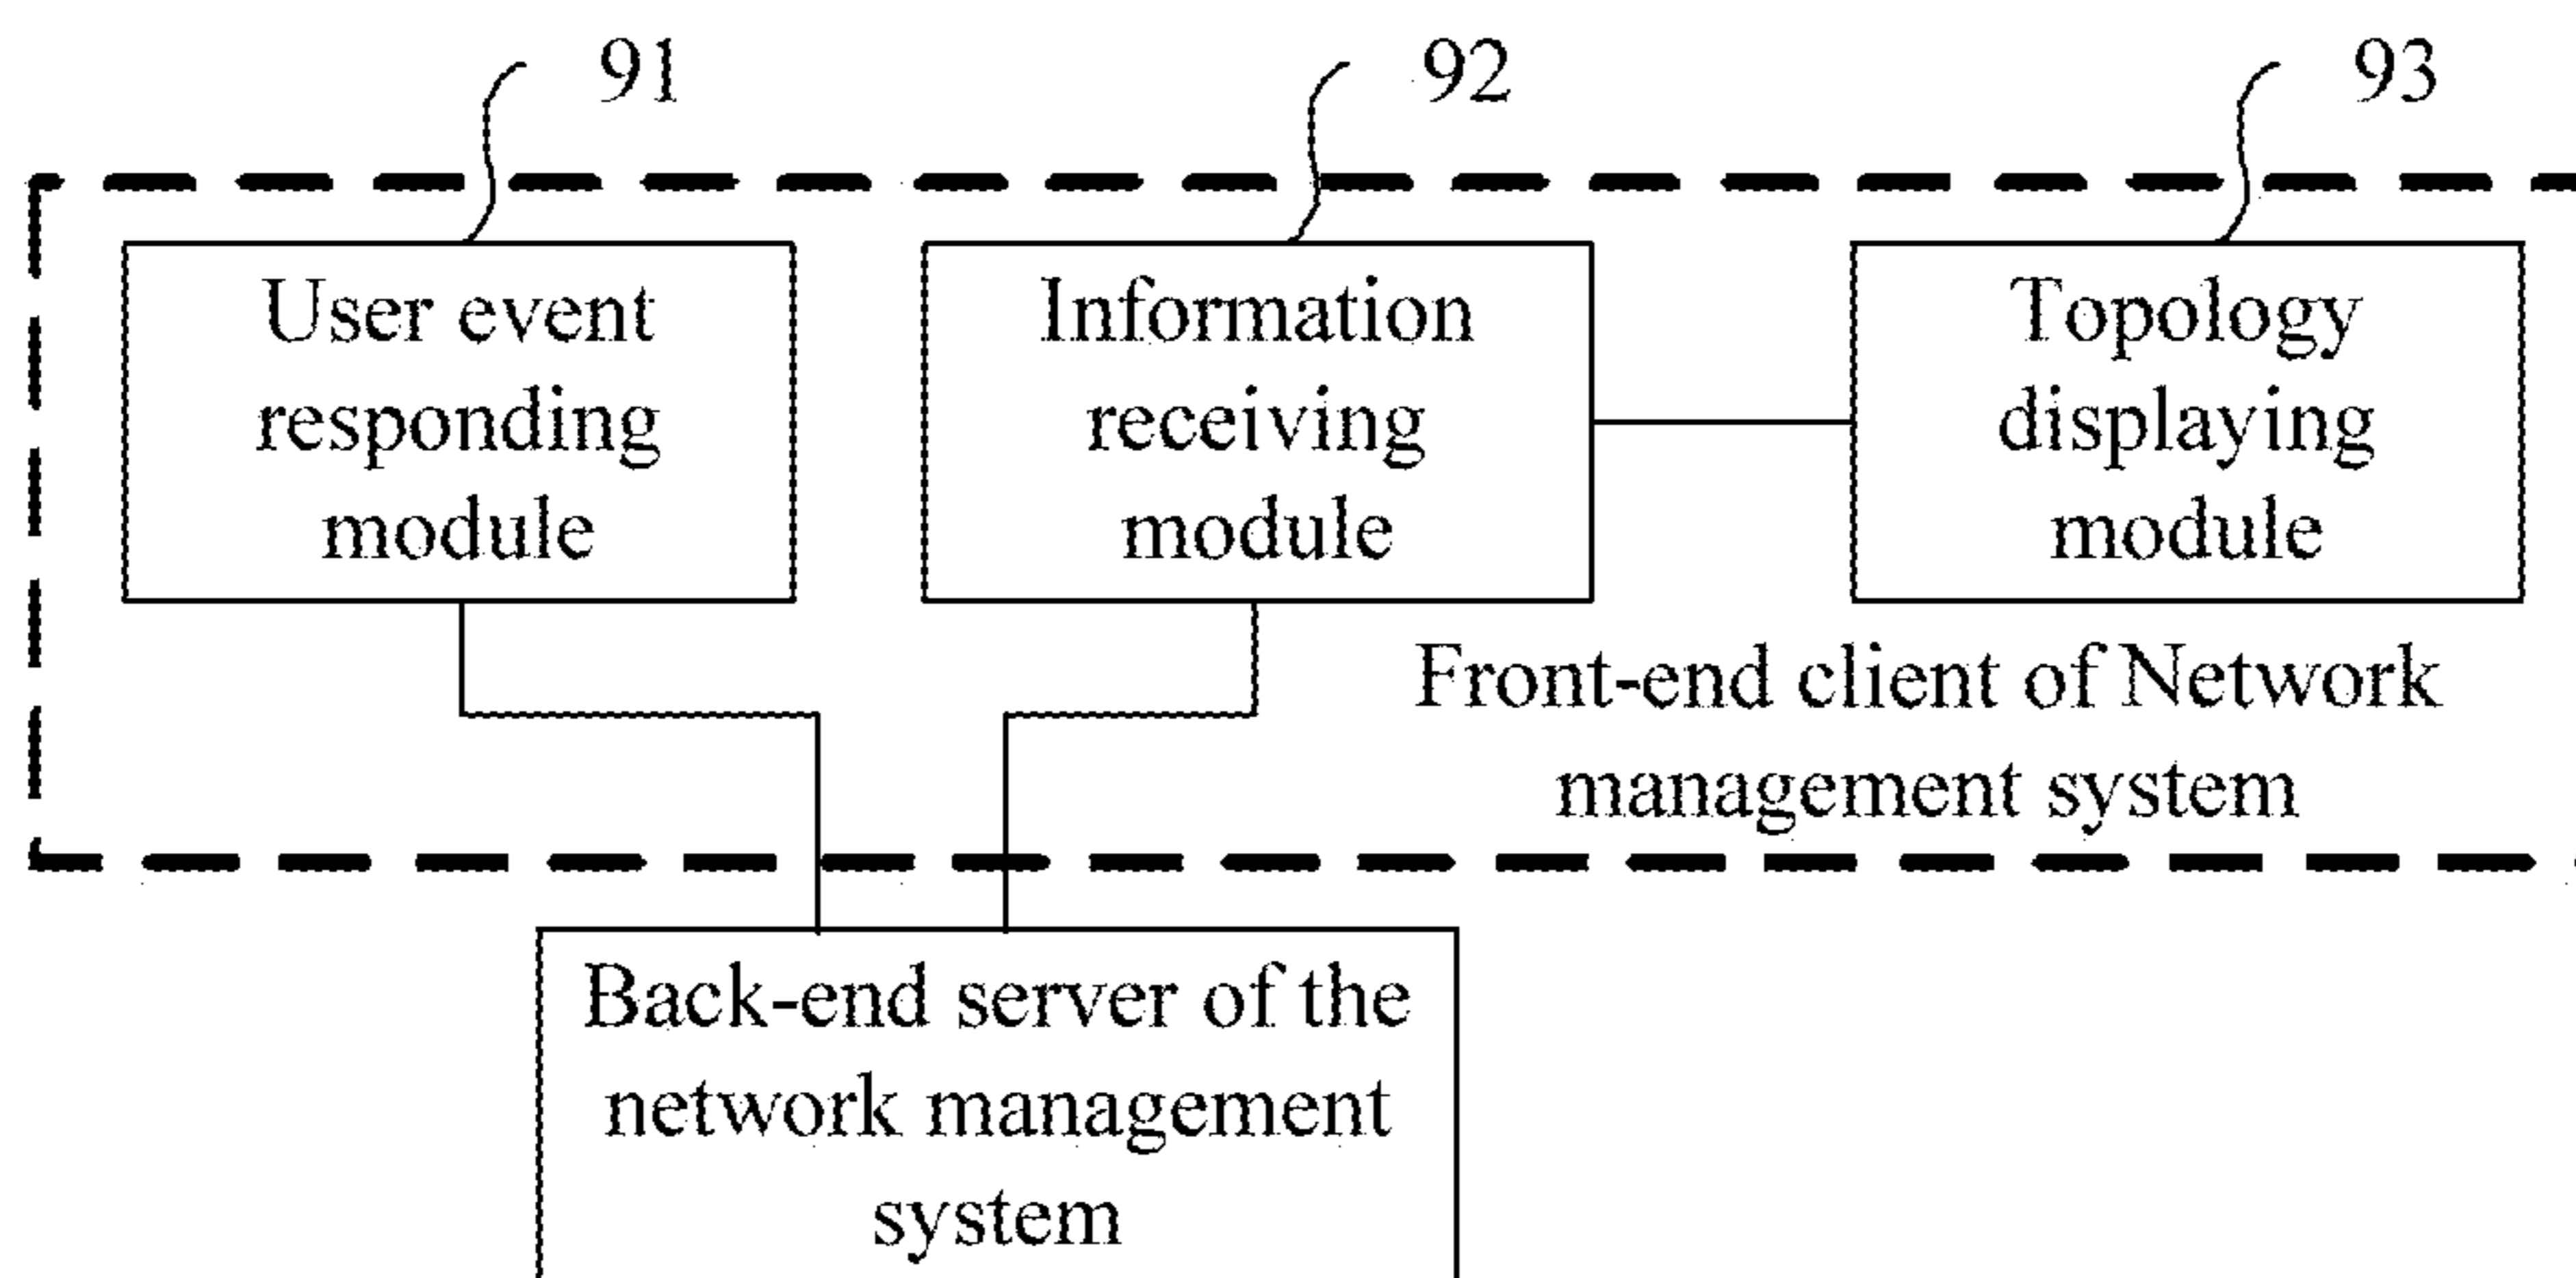 91
92
93
User event
responding
module
Information
receiving
module
Topology
displaying
module
Front-end client of Network
management system
Back-end server of the
network management
system